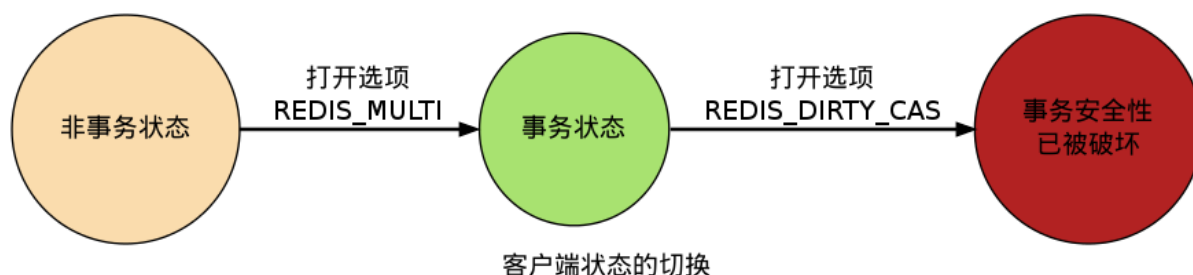 非事务状态
打开选项
REDIS_MULTI
事务状态
打开选项
REDIS_DIRTY_CAS
事务安全性
已被破坏
客户端状态的切换